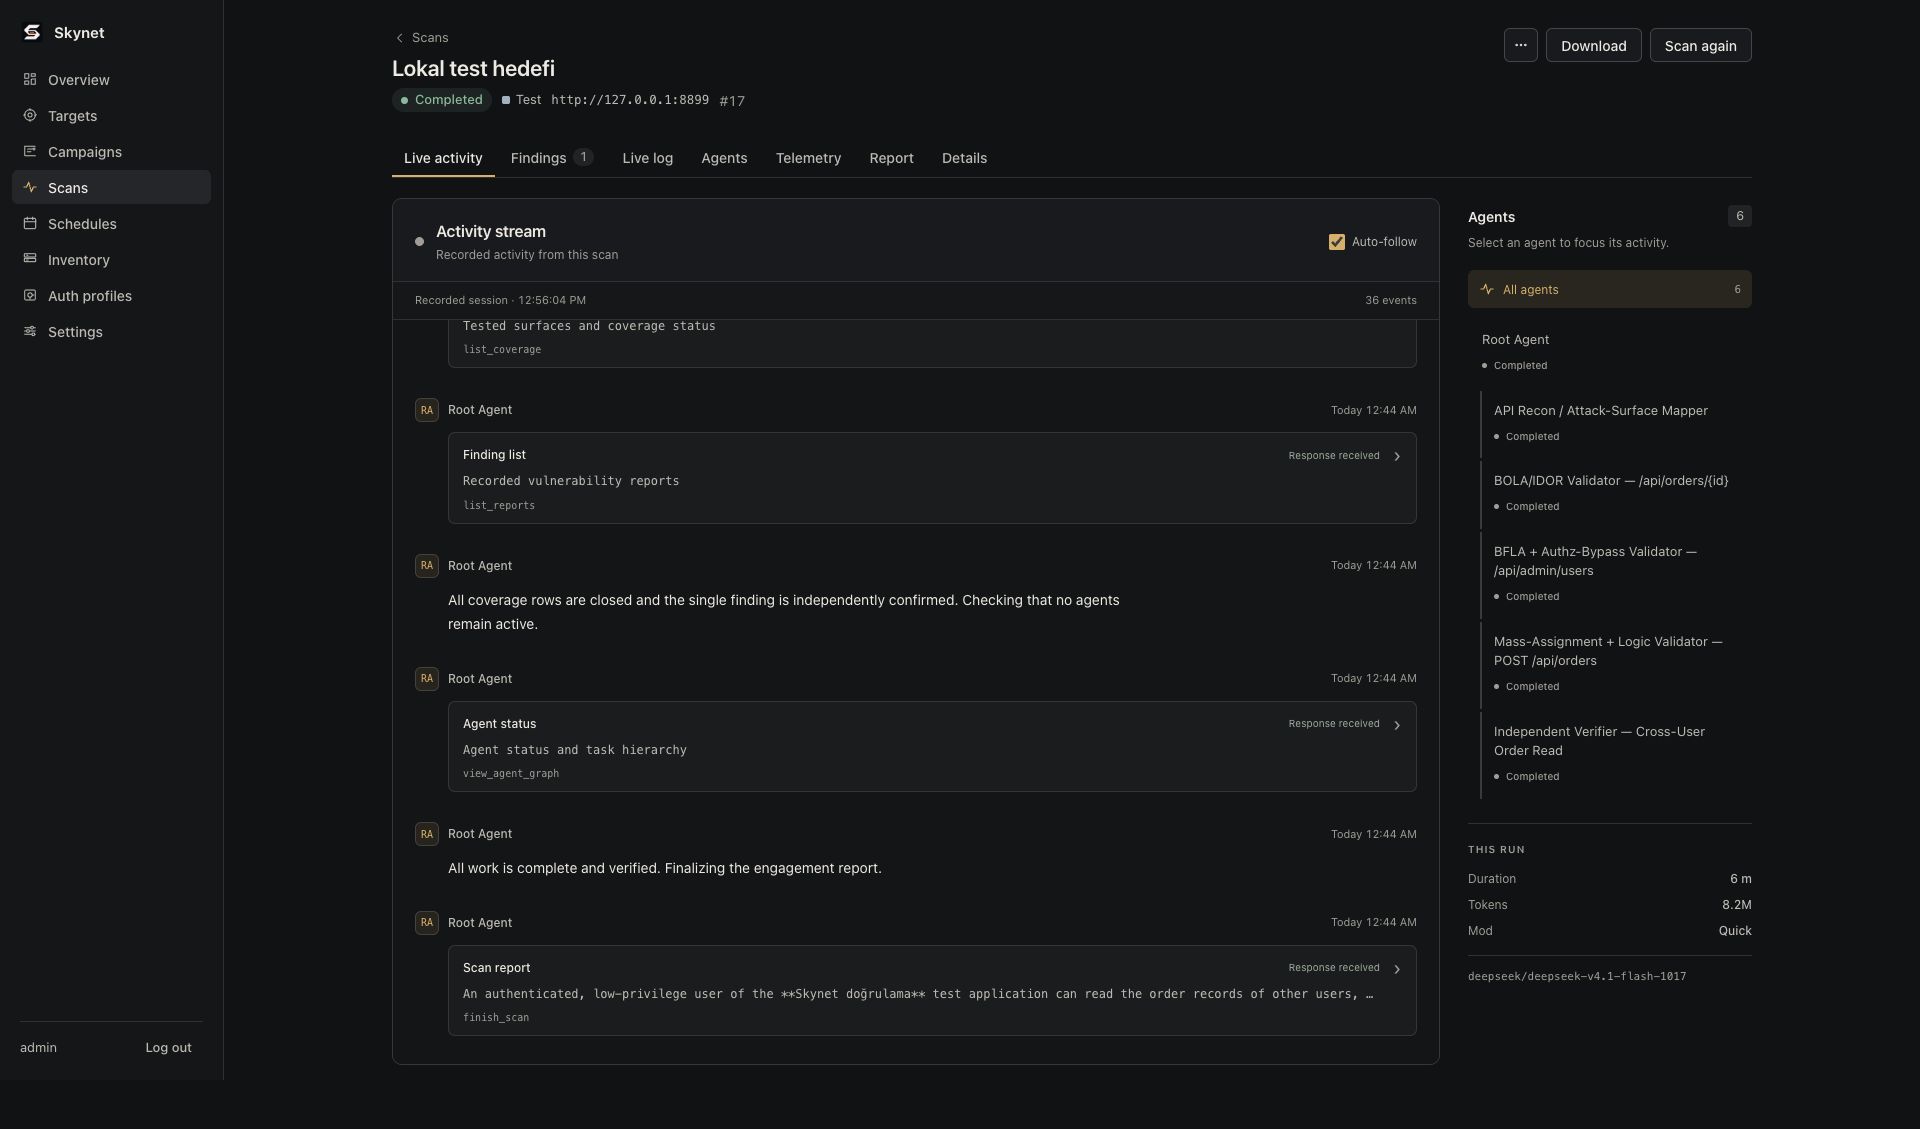 Skynet
Overview
Targets
Campaigns
Scans
Schedules
Inventory
Auth profiles
Settings
admin
Log out
Scans
Lokal test hedefi
Completed
Test
http://127.0.0.1:8899
#17
Download
Scan again
Live activity
Findings 1
Live log
Agents
Telemetry
Report
Details
Activity stream
Recorded activity from this scan
Auto-follow
Recorded session · 12:56:04 PM
36 events
Tested surfaces and coverage status
list_coverage
RA
Root Agent
Today 12:44 AM
Finding list
Response received
Recorded vulnerability reports
list_reports
RA
Root Agent
Today 12:44 AM
All coverage rows are closed and the single finding is independently confirmed. Checking that no agents
remain active.
RA
Root Agent
Today 12:44 AM
Agent status
Response received
Agent status and task hierarchy
view_agent_graph
RA
Root Agent
Today 12:44 AM
All work is complete and verified. Finalizing the engagement report.
RA
Root Agent
Today 12:44 AM
Scan report
Response received
An authenticated, low-privilege user of the **Skynet doğrulama** test application can read the order records of other users, …
finish_scan
Agents
6
Select an agent to focus its activity.
All agents
6
Root Agent
Completed
API Recon / Attack-Surface Mapper
Completed
BOLA/IDOR Validator — /api/orders/{id}
Completed
BFLA + Authz-Bypass Validator —
/api/admin/users
Completed
Mass-Assignment + Logic Validator —
POST /api/orders
Completed
Independent Verifier — Cross-User
Order Read
Completed
THIS RUN
Duration
6 m
Tokens
8.2M
Mod
Quick
deepseek/deepseek-v4.1-flash-1017